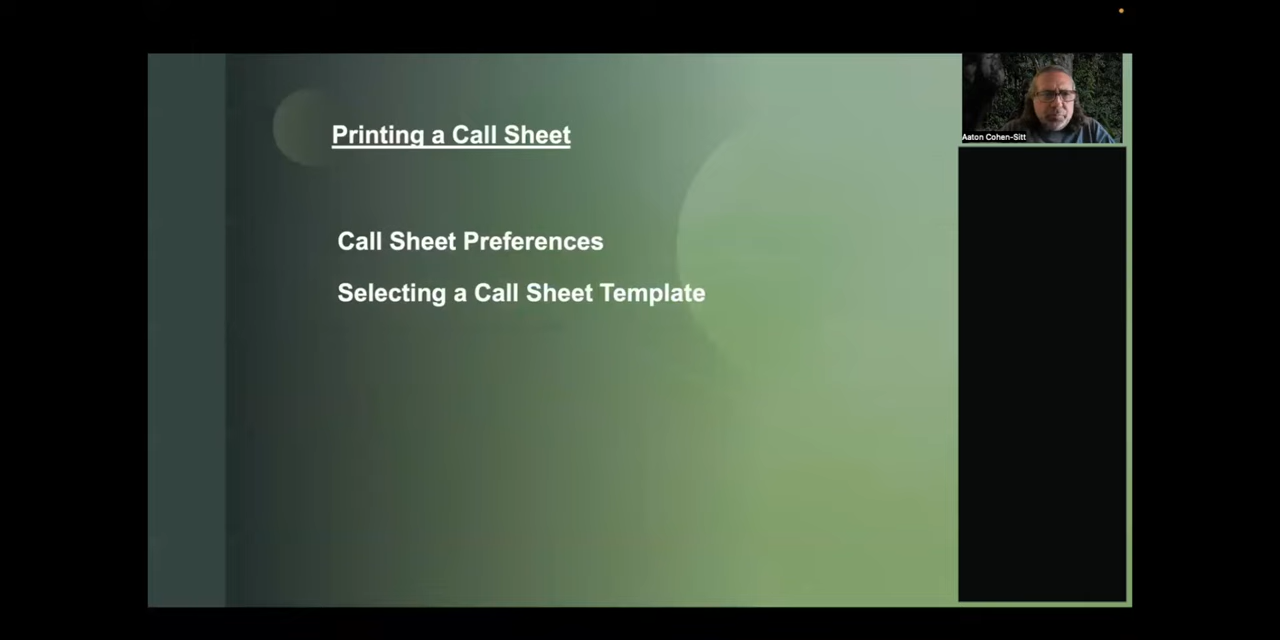 Printing a Call Sheet
Aaton Cohen-Sitt
Call Sheet Preferences
Selecting a Call Sheet Template